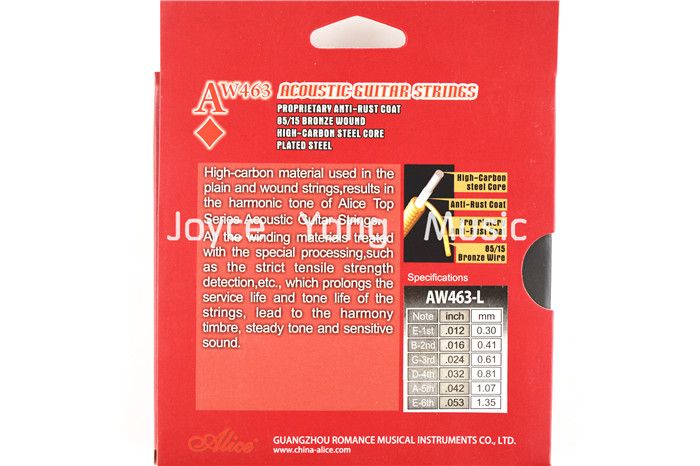 AW463 ACOUSTIC GUITAR STRINGS
PROPRIETARY ANTI-RUST COAT
85/15 BRONZE WOUND
HIGH-CARBON STEEL CORE
PLATED STEEL
High-carbon material used in the
plain and wound strings,results in
the harmonic tone of Alice Top
Series Acoustic Guitar Strings.
All the winding materials treated
with the special processing,such
as the strict tensile strength
detection,etc., which prolongs the
service life and tone life of the
strings, lead to the harmony
timbre, steady tone and sensitive
sound.
High-Carbon
steel Core
Anti-Rust Coat
Anti-Rust
85/15
Bronze Wire
Joyce Yong Music
Specifications
AW463-L
Note inch mm
E-1st .012 0.30
B-2nd .016 0.41
G-3rd .024 0.61
D-4th .032 0.81
A-5th .042 1.07
E-6th .053 1.35
Alice
GUANGZHOU ROMANCE MUSICAL INSTRUMENTS CO., LTD.
www.china-alice.com